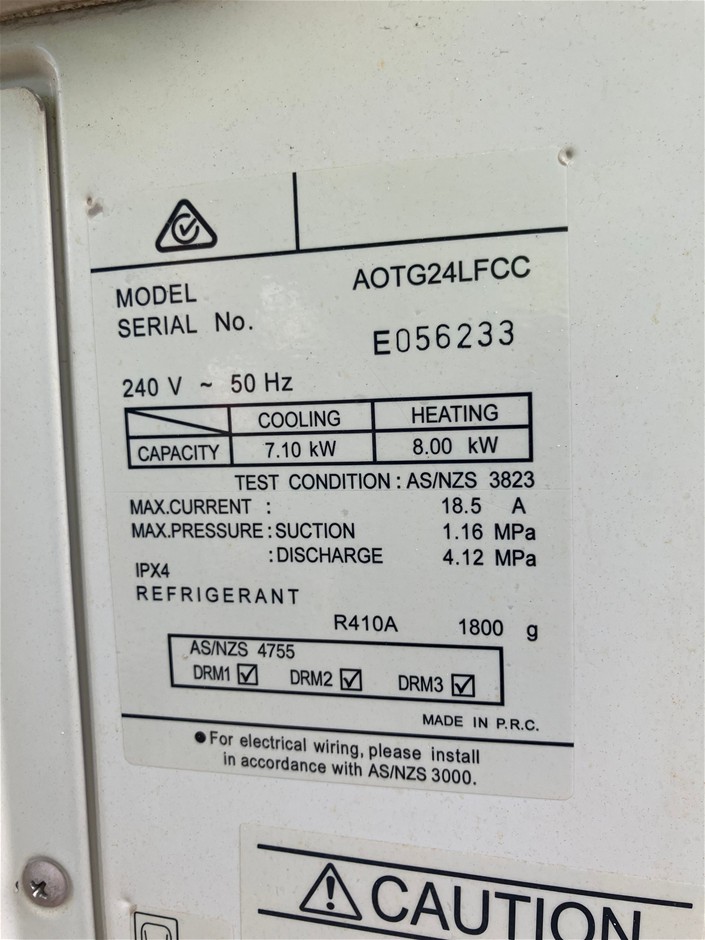 MODEL AOTG24LFCC
SERIAL No. E056233
240 V ~ 50 Hz
COOLING HEATING
CAPACITY 7.10 kW 8.00 kW
TEST CONDITION : AS/NZS 3823
MAX.CURRENT : 18.5 A
MAX.PRESSURE : SUCTION 1.16 MPa
: DISCHARGE 4.12 MPa
IPX4
REFRIGERANT
R410A 1800 g
AS/NZS 4755
DRM1 ☑ DRM2 ☑ DRM3 ☑
MADE IN P.R.C.
●For electrical wiring, please install
in accordance with AS/NZS 3000.
CAUTION